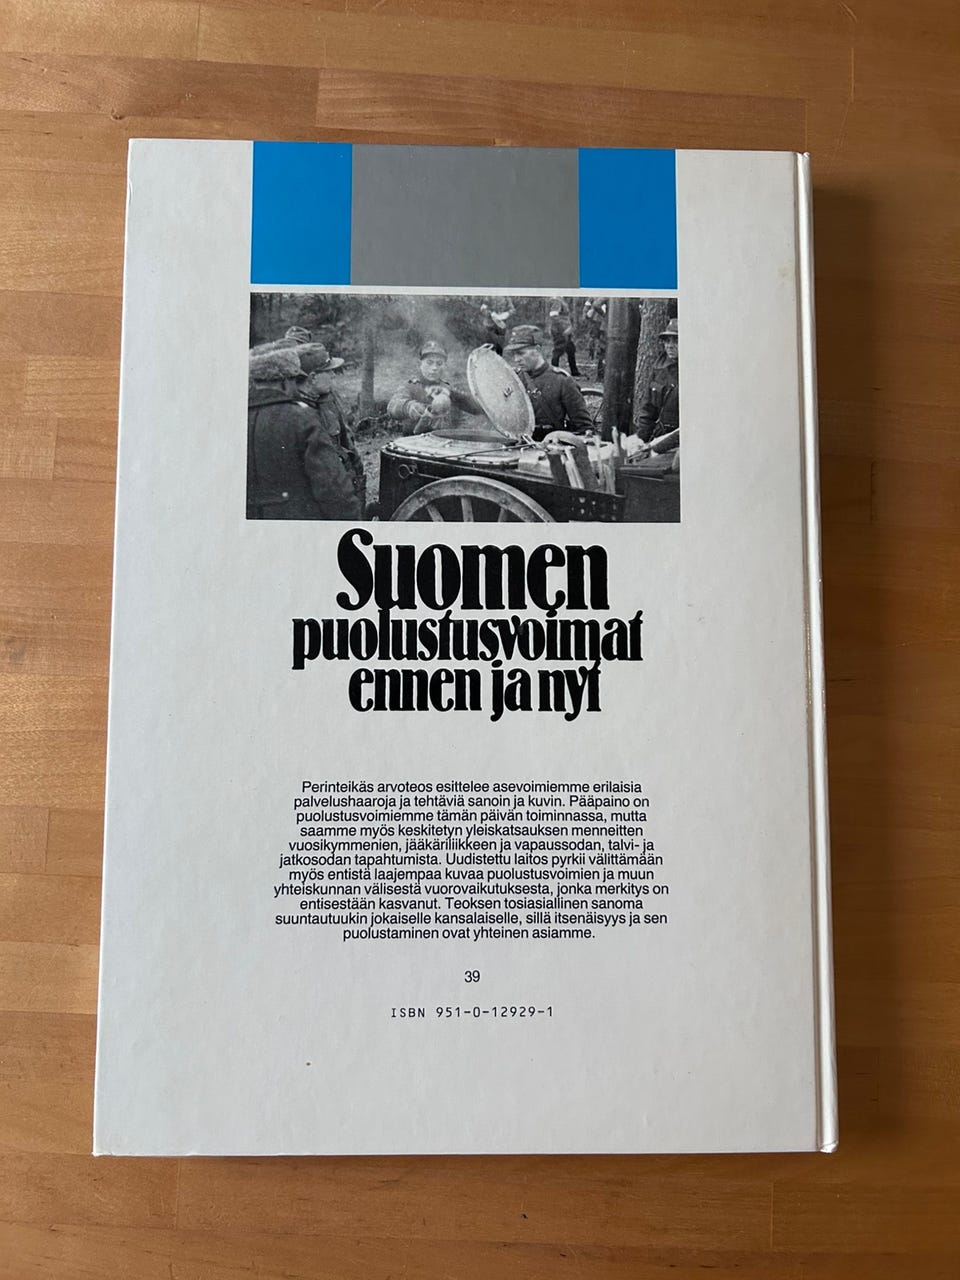 Suomen
puolustusvoimat
ennen ja nyt
Perinteikäs arvoteos esittelee asevoimiemme erilaisia
palvelushaaroja ja tehtäviä sanoin ja kuvin. Pääpaino on
puolustusvoimiemme tämän päivän toiminnassa, mutta
saamme myös keskitetyn yleiskatsauksen menneitten
vuosikymmenien, jääkäriliikkeen ja vapaussodan, talvi- ja
jatkosodan tapahtumista. Uudistettu laitos pyrkii välittämään
myös entistä laajempaa kuvaa puolustusvoimien ja muun
yhteiskunnan välisestä vuorovaikutuksesta, jonka merkitys on
entisestään kasvanut. Teoksen tosiasiallinen sanoma
suuntautuukin jokaiselle kansalaiselle, sillä itsenäisyys ja sen
puolustaminen ovat yhteinen asiamme.
39
ISBN 951-0-12929-1